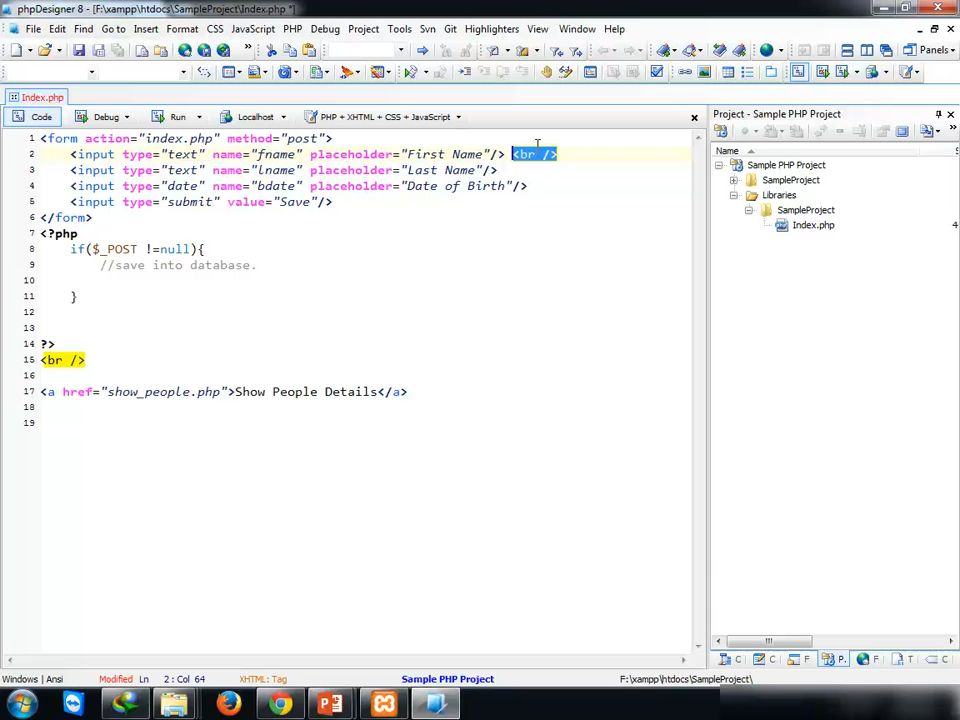 phpDesigner 8 - [F:\xampp\htdocs\SampleProject\Index.php *]
File Edit Find Go to Insert Format CSS JavaScript PHP Debug Project Tools Svn Git Highlighters View Window Help
Panels
Index.php
Code Debug Run Localhost PHP + XHTML + CSS + JavaScript
1 <form action="index.php" method="post">
2 <input type="text" name="fname" placeholder="First Name"/> <br />
3 <input type="text" name="lname" placeholder="Last Name"/>
4 <input type="date" name="bdate" placeholder="Date of Birth"/>
5 <input type="submit" value="Save"/>
6 </form>
7 <?php
8 if($_POST !=null){
9 //save into database.
10
11 }
12
13
14 ?>
15 <br />
16
17 <a href="show_people.php">Show People Details</a>
18
19
Project - Sample PHP Project
Name
Sample PHP Project
SampleProject
Libraries
SampleProject
Index.php 4
C C F P. F T C
Windows | Ansi Modified Ln 2 : Col 64 XHTML: Tag Sample PHP Project F:\xampp\htdocs\SampleProject\